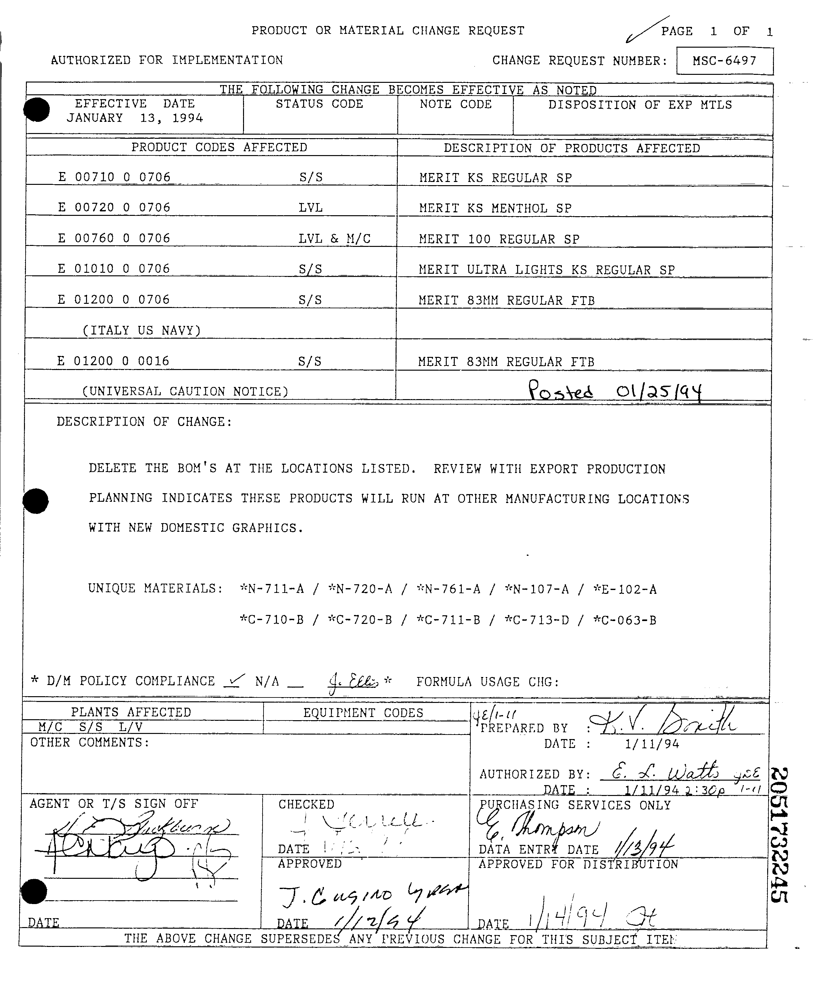 PRODUCT OR MATERIAL CHANGE REQUEST PAGE 1 OF 1
AUTHORIZED FOR IMPLEMENTATION CHANGE REQUEST NUMBER: MSC-6497
THE FOLLOWING CHANGE BECOMES EFFECTIVE AS NOTED
EFFECTIVE DATE STATUS CODE NOTE CODE DISPOSITION OF EXP MTLS
JANUARY 13, 1994
PRODUCT CODES AFFECTED DESCRIPTION OF PRODUCTS AFFECTED
E 00710 0 0706 S/S MERIT KS REGULAR SP
E 00720 0 0706 LVL MERIT KS MENTHOL SP
E 00760 0 0706 LVL & M/C MERIT 100 REGULAR SP
E 01010 0 0706 S/S MERIT ULTRA LIGHTS KS REGULAR SP
E 01200 0 0706 S/S MERIT 83MM REGULAR FTB
(ITALY US NAVY)
E 01200 0 0016 S/S MERIT 83MM REGULAR FTB
(UNIVERSAL CAUTION NOTICE) Posted 01/25/94
DESCRIPTION OF CHANGE:
DELETE THE BOM'S AT THE LOCATIONS LISTED. REVIEW WITH EXPORT PRODUCTION
PLANNING INDICATES THESE PRODUCTS WILL RUN AT OTHER MANUFACTURING LOCATIONS
WITH NEW DOMESTIC GRAPHICS.
UNIQUE MATERIALS: *N-711-A / *N-720-A / *N-761-A / *N-107-A / *E-102-A
*C-710-B / *C-720-B / *C-711-B / *C-713-D / *C-063-B
* D/M POLICY COMPLIANCE ✓ N/A __ J. Ellis * FORMULA USAGE CHG:
PLANTS AFFECTED EQUIPMENT CODES
M/C S/S L/V PREPARED BY : K.V. Smith
OTHER COMMENTS: DATE : 1/11/94
AUTHORIZED BY: E. L. Watts
DATE : 1/11/94 2:30p 1-11
AGENT OR T/S SIGN OFF CHECKED PURCHASING SERVICES ONLY
E. Thompson
DATE DATA ENTRY DATE 1/13/94
APPROVED APPROVED FOR DISTRIBUTION
J. Cugino
DATE DATE 1/12/94 DATE 1/14/94
THE ABOVE CHANGE SUPERSEDES ANY PREVIOUS CHANGE FOR THIS SUBJECT ITEM
2051732245